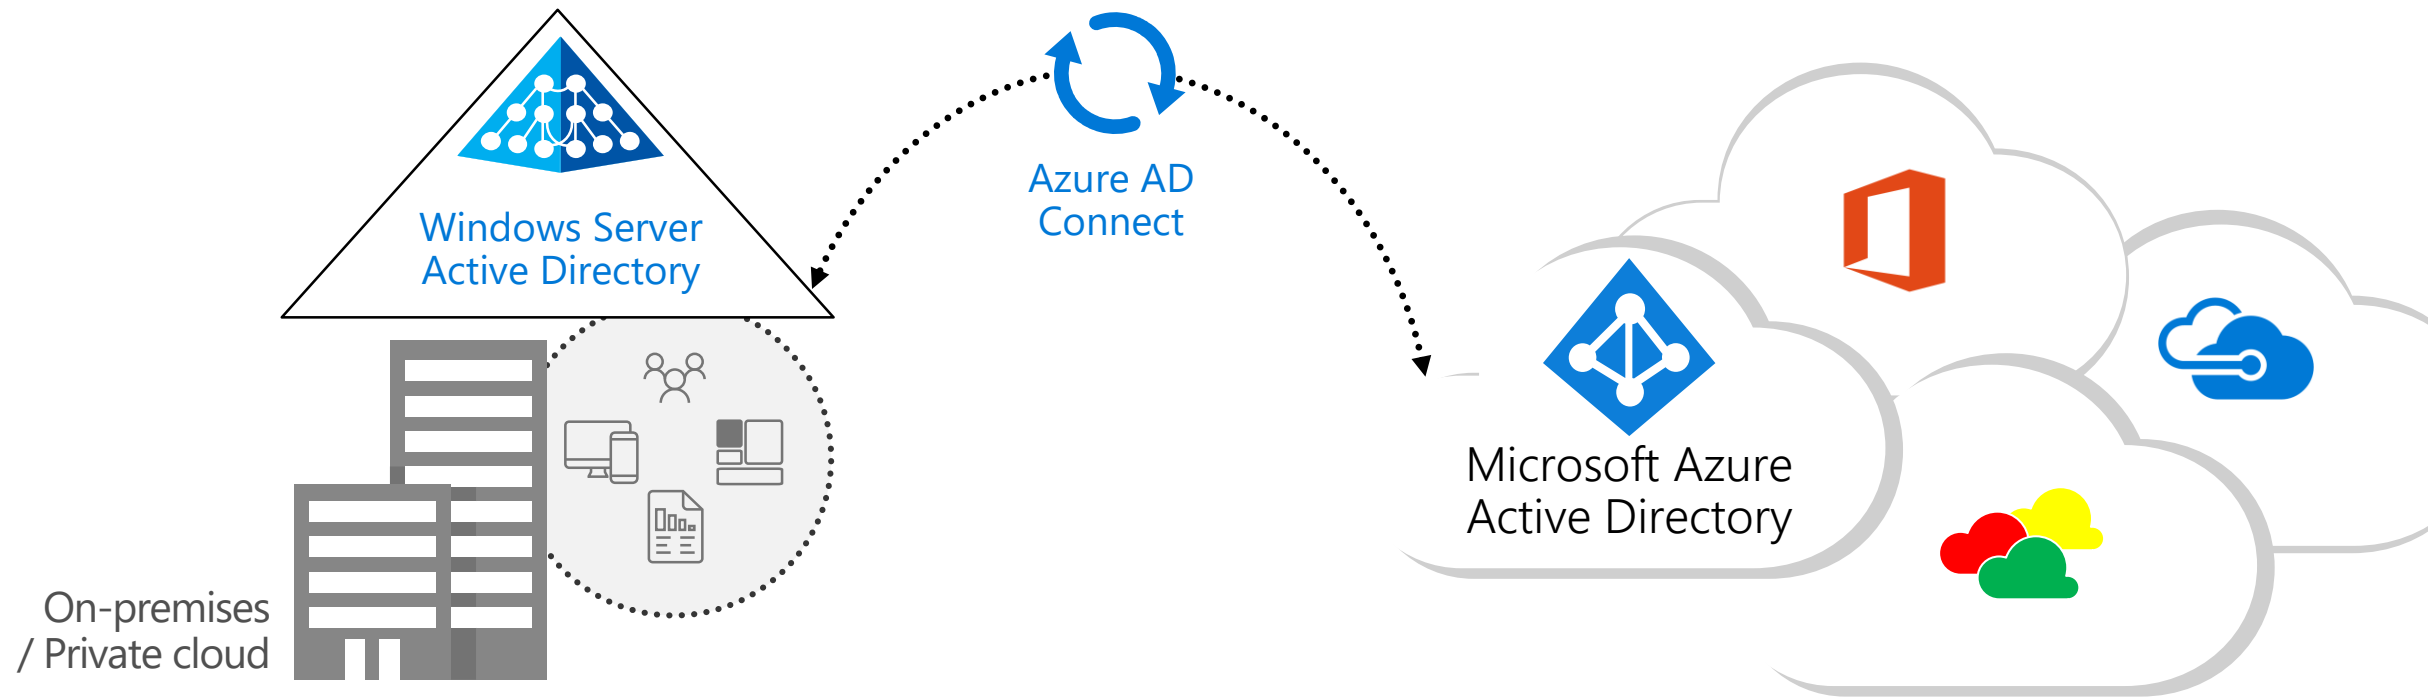 Windows Server
Active Directory
Azure AD
Connect
Microsoft Azure
Active Directory
On-premises
/ Private cloud